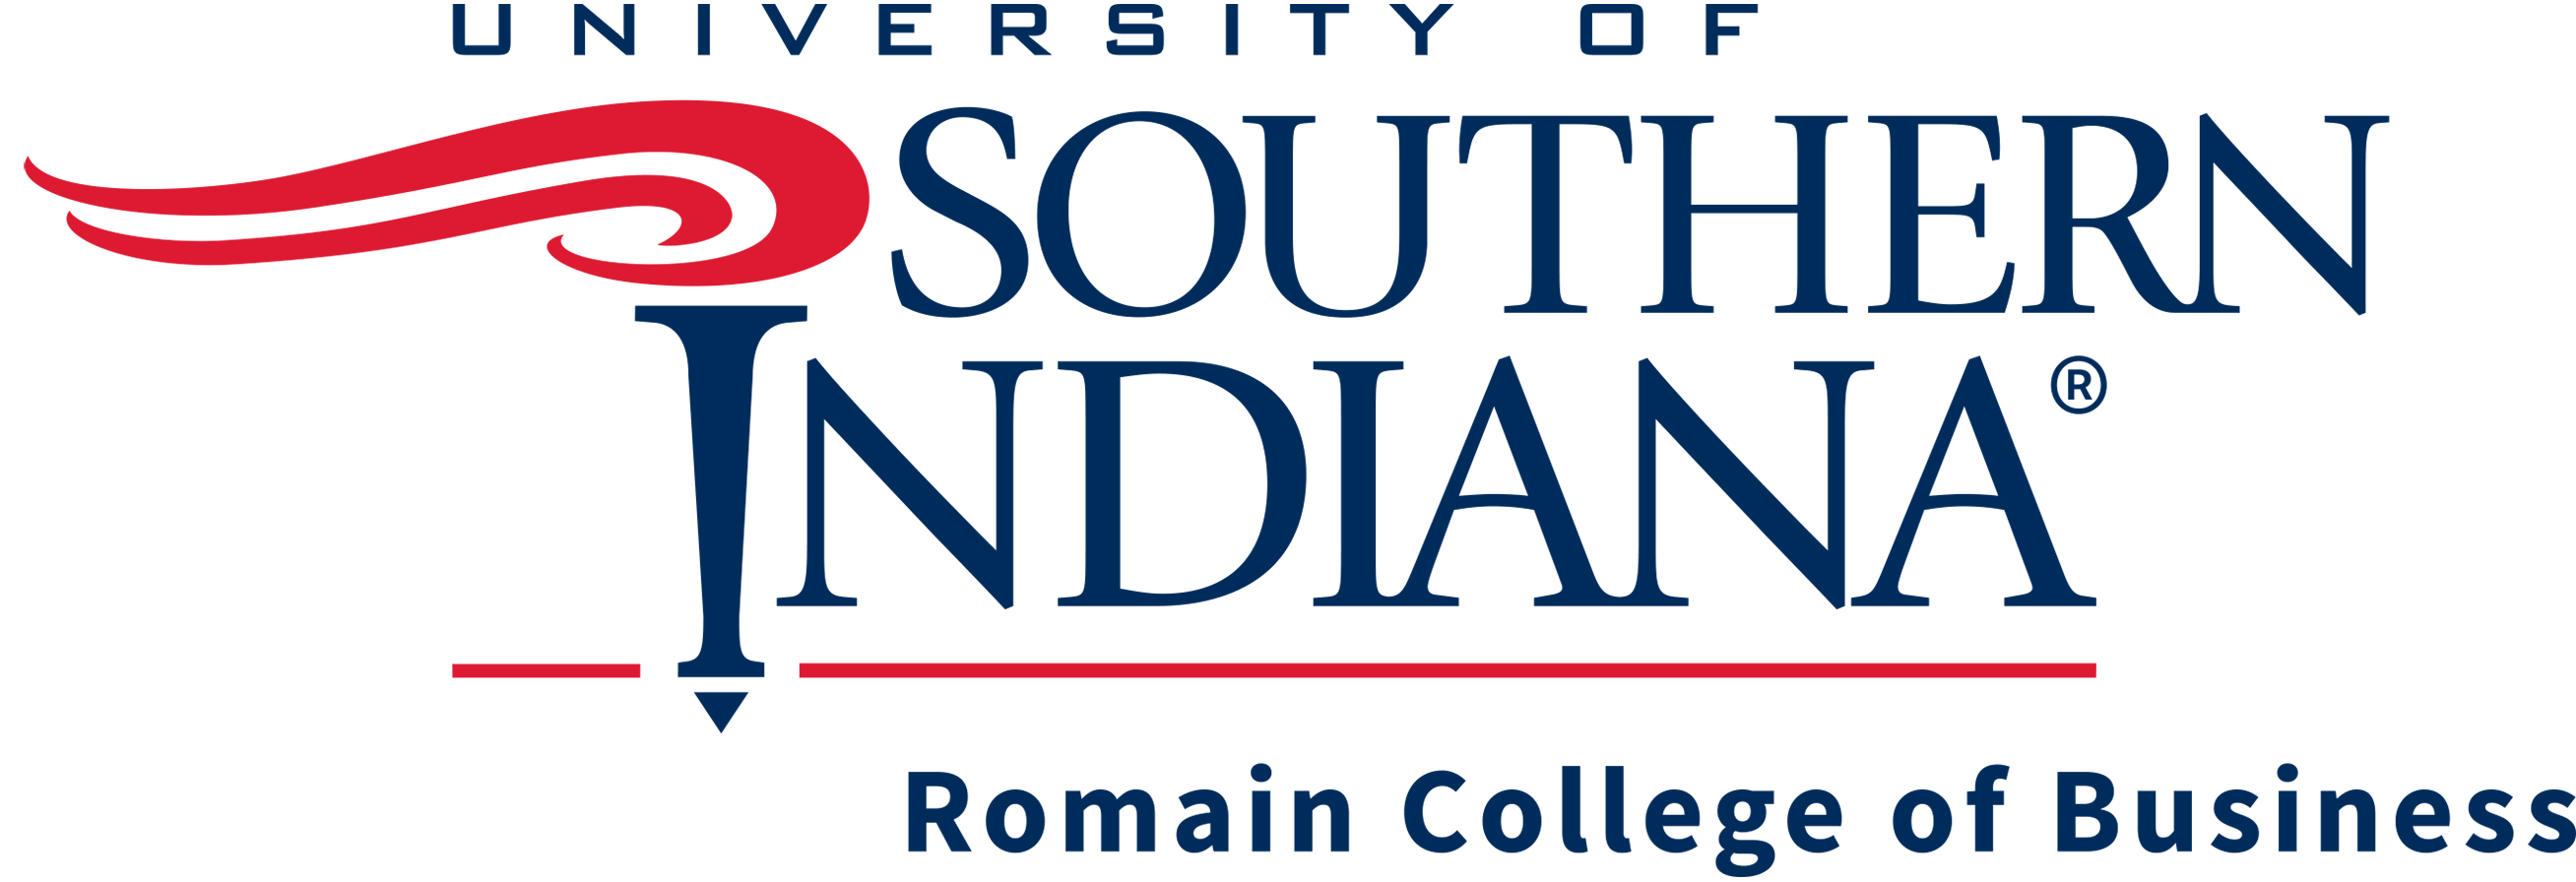 UNIVERSITY OF
SOUTHERN
INDIANA®
Romain College of Business